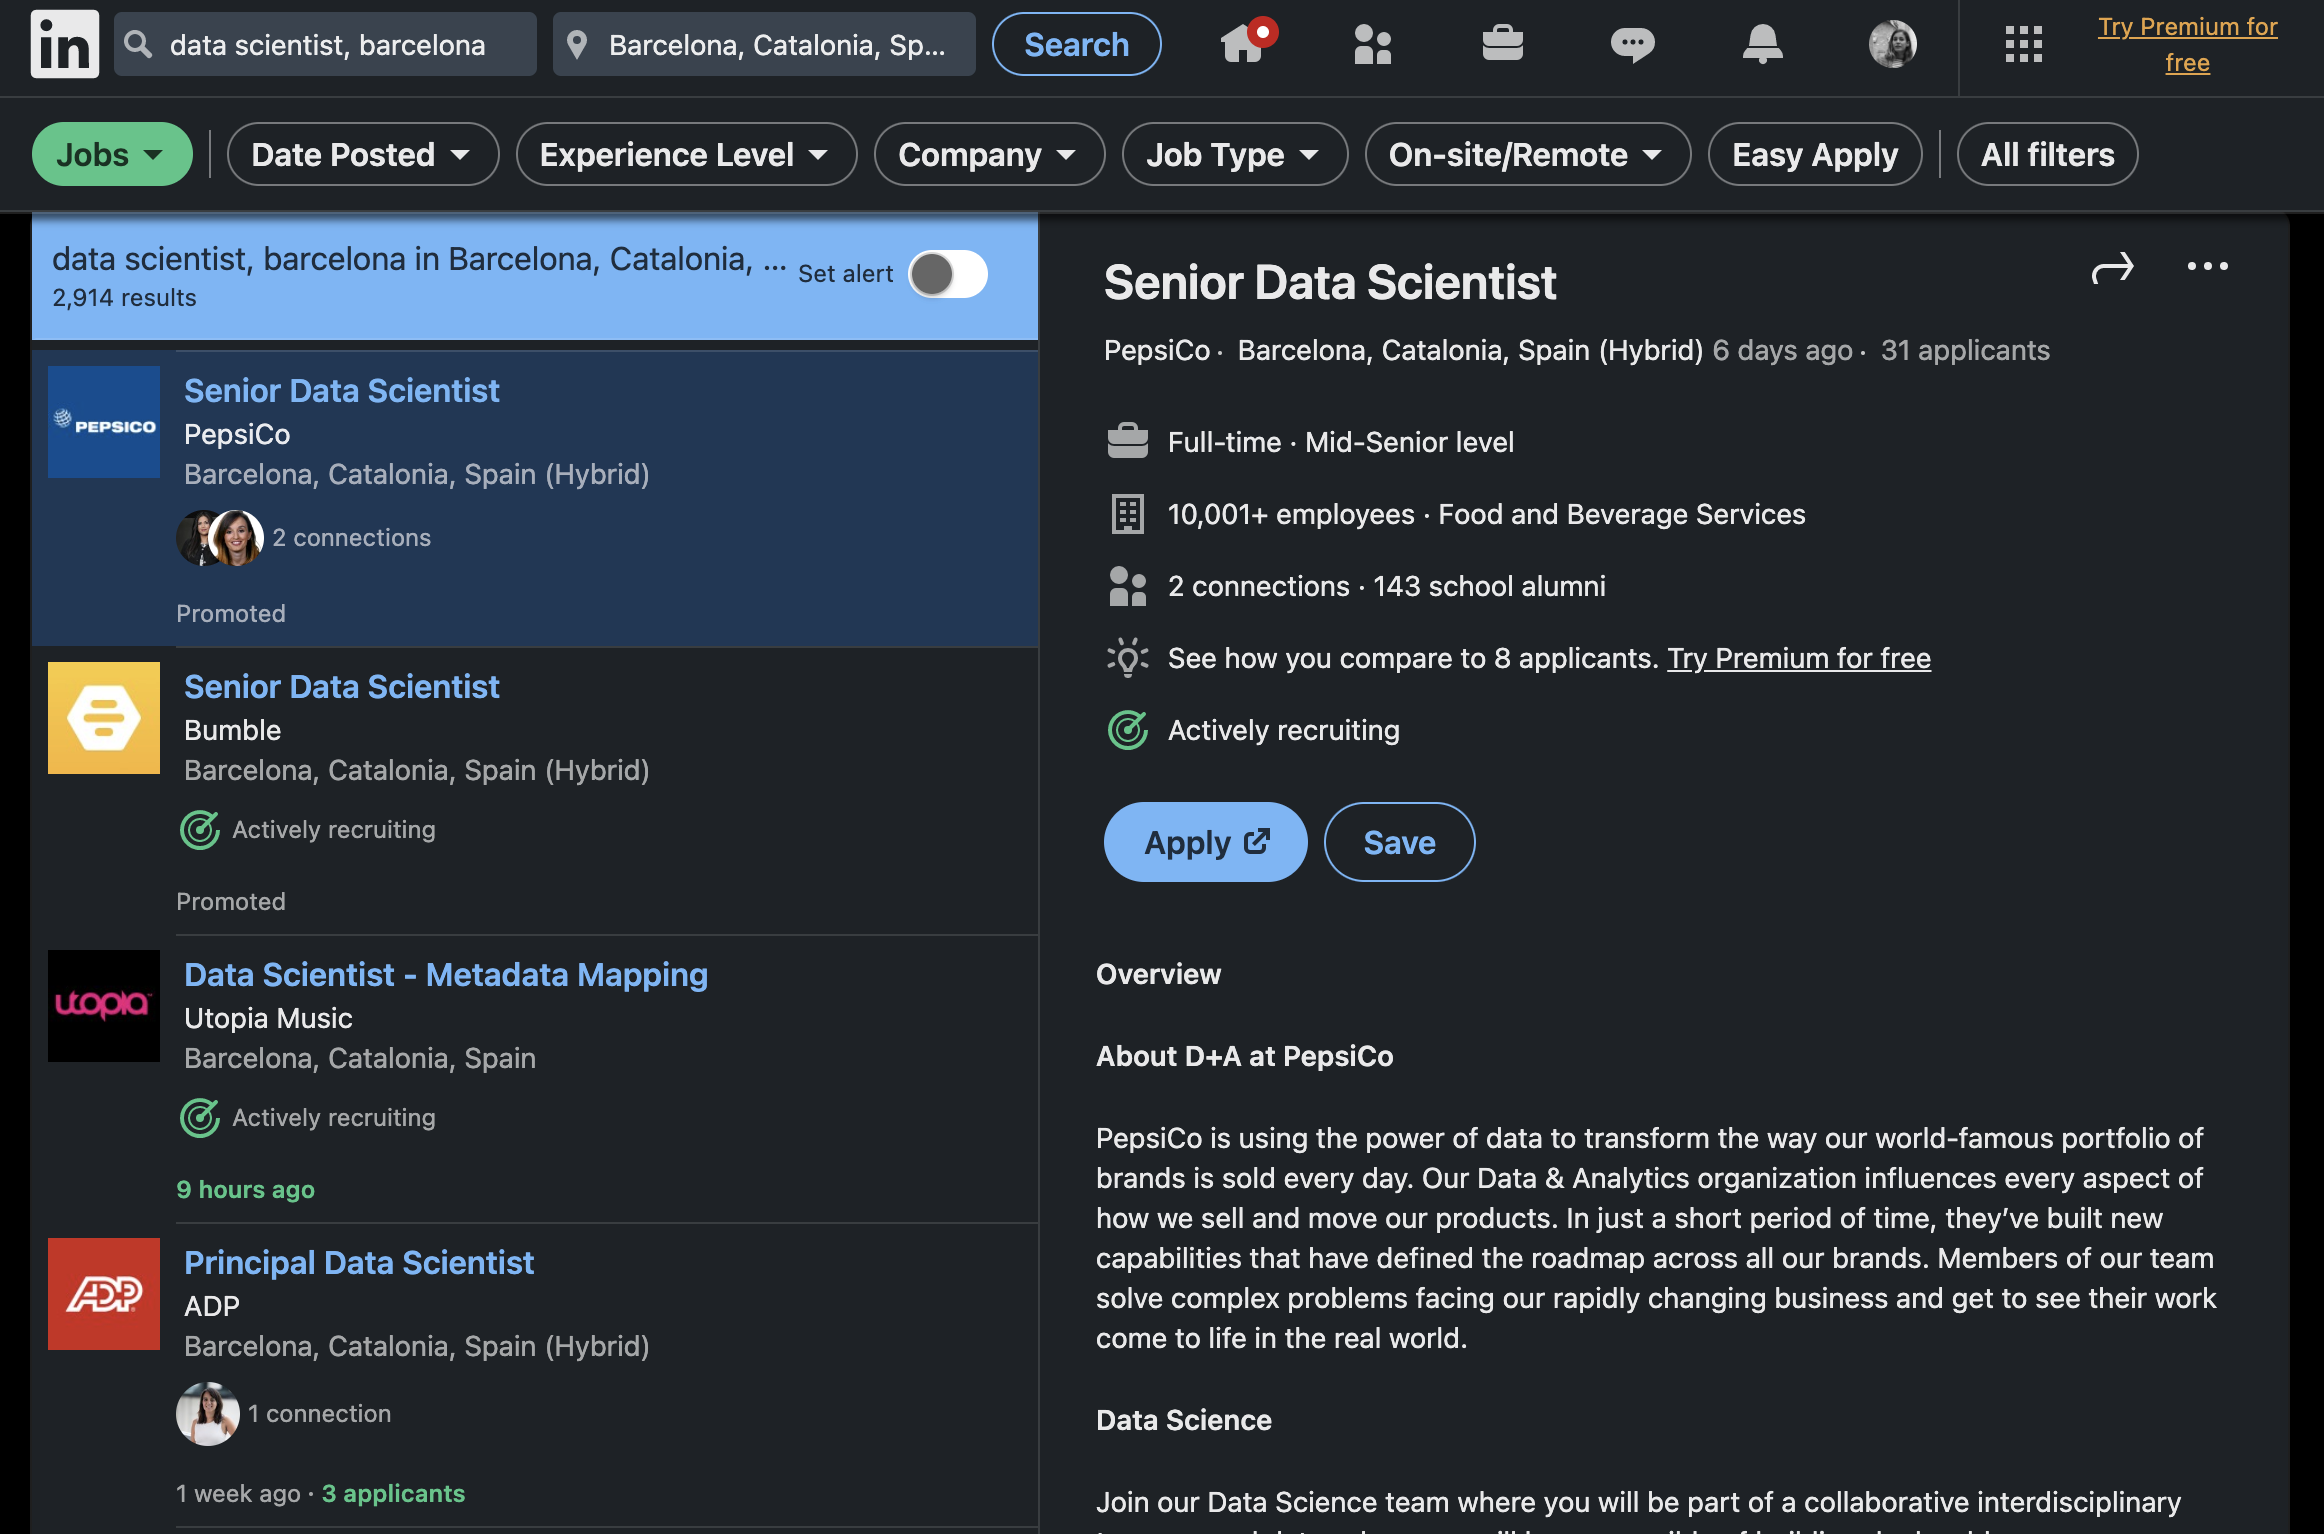 in
data scientist, barcelona
Barcelona, Catalonia, Sp...
Search
Try Premium for
free
Jobs
Date Posted
Experience Level
Company
Job Type
On-site/Remote
Easy Apply
All filters
data scientist, barcelona in Barcelona, Catalonia, ...
Set alert
2,914 results
PEPSICO
Senior Data Scientist
PepsiCo
Barcelona, Catalonia, Spain (Hybrid)
2 connections
Promoted
Senior Data Scientist
Bumble
Barcelona, Catalonia, Spain (Hybrid)
Actively recruiting
Promoted
utopia
Data Scientist - Metadata Mapping
Utopia Music
Barcelona, Catalonia, Spain
Actively recruiting
9 hours ago
ADP
Principal Data Scientist
ADP
Barcelona, Catalonia, Spain (Hybrid)
1 connection
1 week ago · 3 applicants
Senior Data Scientist
PepsiCo · Barcelona, Catalonia, Spain (Hybrid) 6 days ago · 31 applicants
Full-time · Mid-Senior level
10,001+ employees · Food and Beverage Services
2 connections · 143 school alumni
See how you compare to 8 applicants. Try Premium for free
Actively recruiting
Apply
Save
Overview
About D+A at PepsiCo
PepsiCo is using the power of data to transform the way our world-famous portfolio of
brands is sold every day. Our Data & Analytics organization influences every aspect of
how we sell and move our products. In just a short period of time, they’ve built new
capabilities that have defined the roadmap across all our brands. Members of our team
solve complex problems facing our rapidly changing business and get to see their work
come to life in the real world.
Data Science
Join our Data Science team where you will be part of a collaborative interdisciplinary